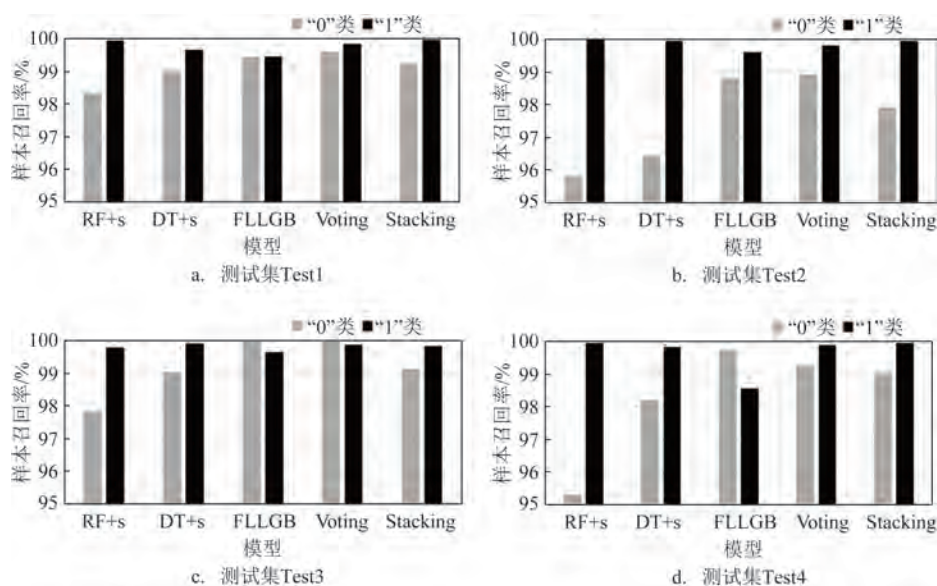 “0”类 “1”类
100
99
98
97
96
95
样本召回率/%
RF+s DT+s FLLGB Voting Stacking
模型
a. 测试集Test1
“0”类 “1”类
100
99
98
97
96
95
样本召回率/%
RF+s DT+s FLLGB Voting Stacking
模型
b. 测试集Test2
“0”类 “1”类
100
99
98
97
96
95
样本召回率/%
RF+s DT+s FLLGB Voting Stacking
模型
c. 测试集Test3
“0”类 “1”类
100
99
98
97
96
95
样本召回率/%
RF+s DT+s FLLGB Voting Stacking
模型
d. 测试集Test4